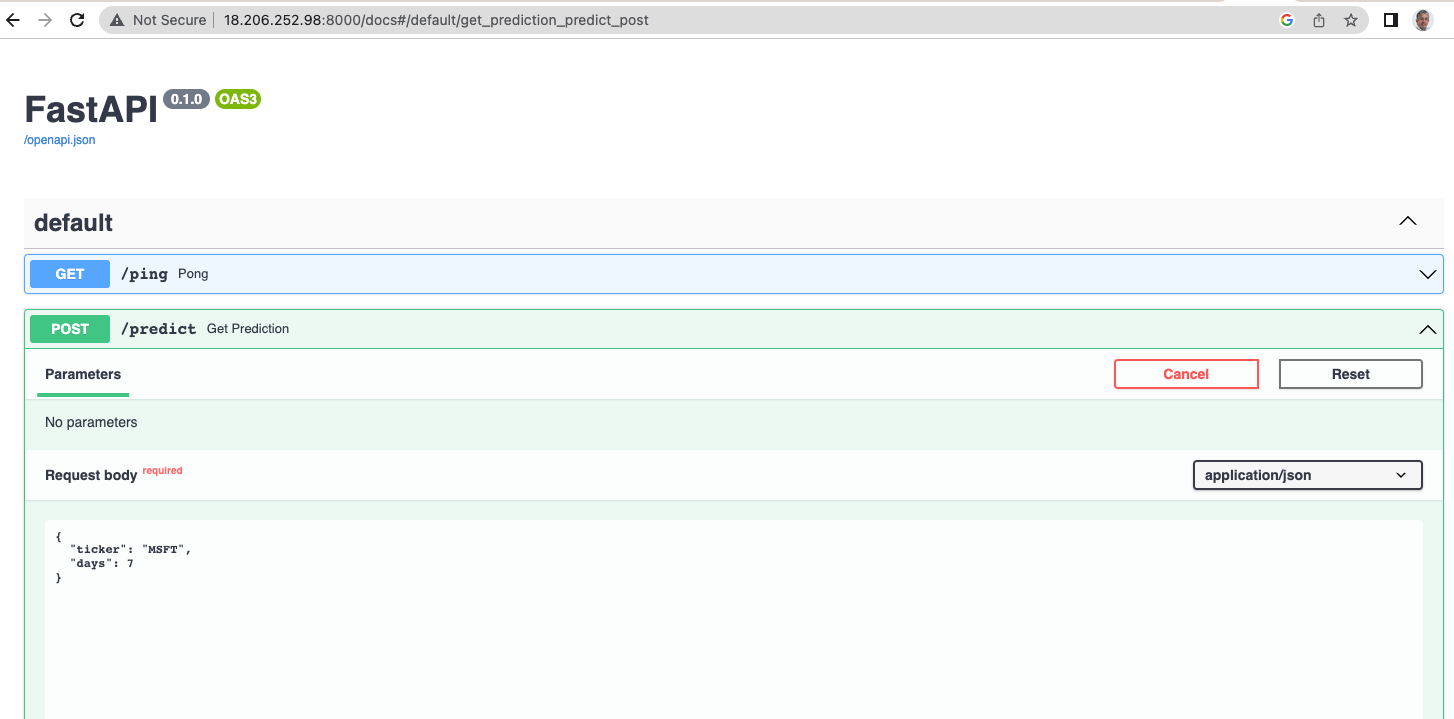 Not Secure 18.206.252.98:8000/docs#/default/get_prediction_predict_post
FastAPI 0.1.0 OAS3
/openapi.json
default
GET /ping Pong
POST /predict Get Prediction
Parameters Cancel Reset
No parameters
Request body required application/json
{
"ticker": "MSFT",
"days": 7
}